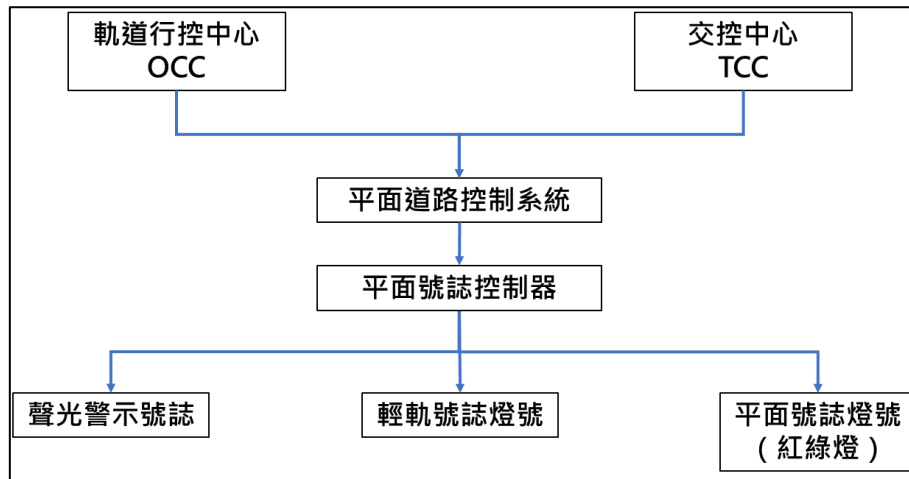 軌道行控中心
OCC
交控中心
TCC
平面道路控制系統
平面號誌控制器
聲光警示號誌
輕軌號誌燈號
平面號誌燈號
（紅綠燈）